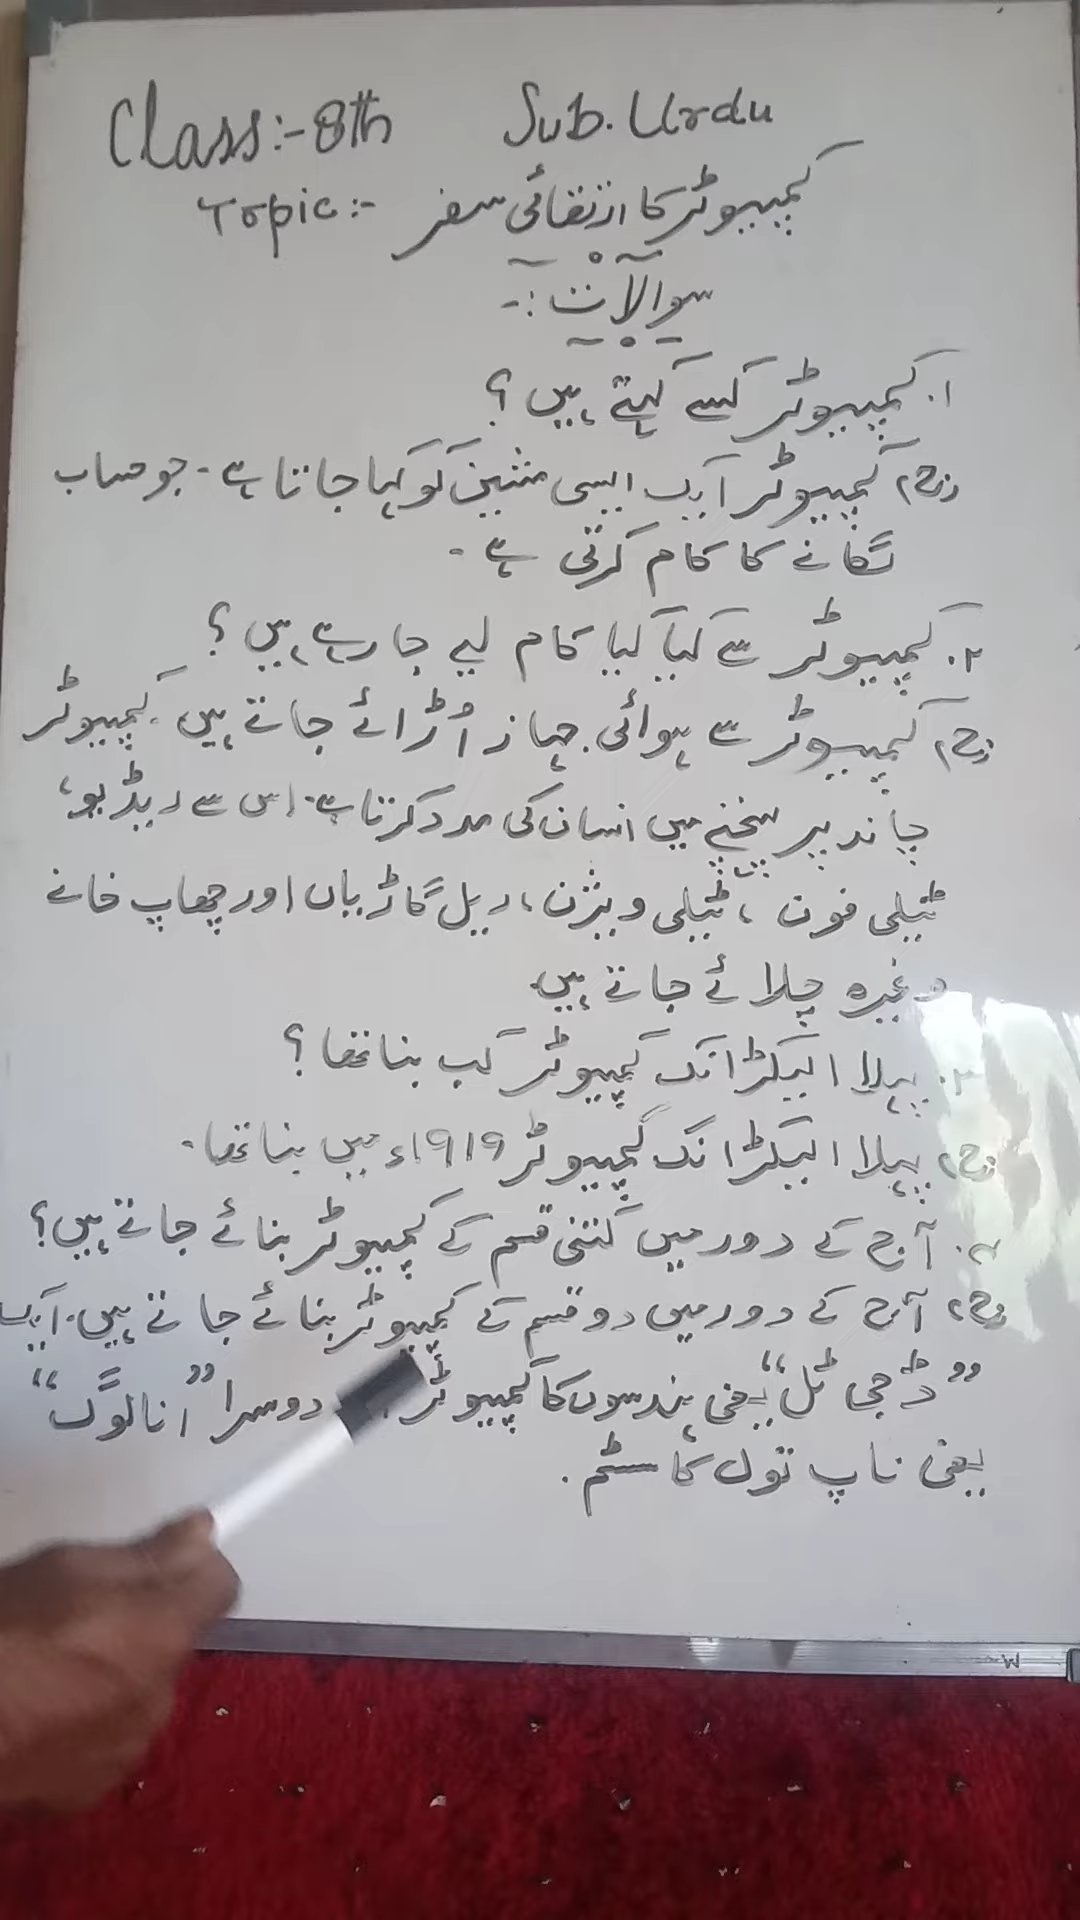 Class:- 8th Sub. Urdu
Topic:- کمپیوٹر کا ارتقائی سفر
سوالات:-
۱. کمپیوٹر کسے کہتے ہیں؟
ج) کمپیوٹر ایک ایسی مشین کو کہا جاتا ہے۔ جو حساب
لگانے کا کام کرتی ہے۔
۲. کمپیوٹر سے کیا کیا کام لیے جا رہے ہیں؟
ج) کمپیوٹر سے ہوائی جہاز اُڑائے جاتے ہیں۔ کمپیوٹر
چاند پر پہنچنے میں انسان کی مدد کرتا ہے۔ اس سے ریڈیو،
ٹیلی فون، ٹیلی ویژن، ریل گاڑیاں اور چھاپ خانے
وغیرہ چلائے جاتے ہیں۔
۳. پہلا الیکڑانک کمپیوٹر کب بنا تھا؟
ج) پہلا الیکڑانک کمپیوٹر ۱۹۱۹ء میں بنا تھا۔
۴. آج کے دور میں کتنی قسم کے کمپیوٹر بنائے جاتے ہیں؟
ج) آج کے دور میں دو قسم کے کمپیوٹر بنائے جاتے ہیں۔ ایک
”ڈجی ٹل“ یعنی ہندسوں کا کمپیوٹر دوسرا ”انالوگ“
یعنی ناپ تول کا سسٹم۔